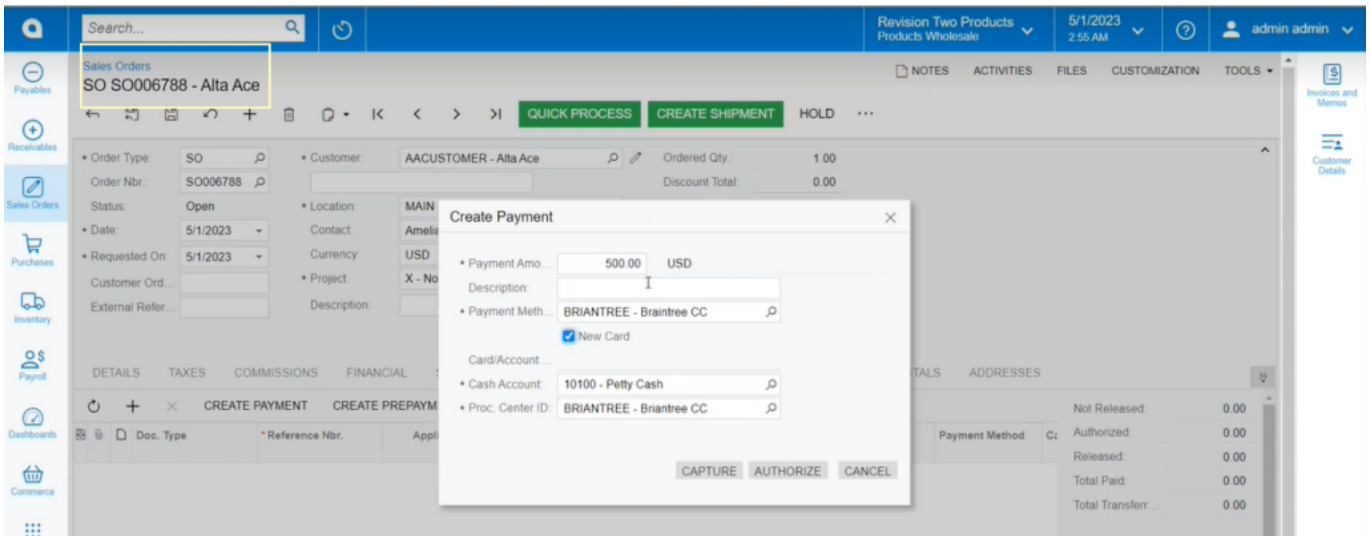 Search...
Revision Two Products
Products Wholesale
5/1/2023
2:55 AM
admin admin
Sales Orders
SO SO006788 - Alta Ace
NOTES ACTIVITIES FILES CUSTOMIZATION TOOLS
QUICK PROCESS CREATE SHIPMENT HOLD ...
Payables
Receivables
Sales Orders
Purchases
Inventory
Payroll
Dashboards
Commerce
Invoices and
Memos
Customer
Details
• Order Type: SO • Customer: AACUSTOMER - Alta Ace Ordered Qty.: 1.00
Order Nbr.: SO006788 Discount Total: 0.00
Status: Open • Location: MAIN
• Date: 5/1/2023 Contact: Amelia
• Requested On: 5/1/2023 Currency: USD
Customer Ord... • Project: X - No
External Refer... Description:
Create Payment
• Payment Amo... 500.00 USD
Description:
• Payment Meth... BRIANTREE - Braintree CC
New Card
Card/Account ...
• Cash Account: 10100 - Petty Cash
• Proc. Center ID: BRIANTREE - Briantree CC
CAPTURE AUTHORIZE CANCEL
DETAILS TAXES COMMISSIONS FINANCIAL TALS ADDRESSES
CREATE PAYMENT CREATE PREPAYM
Doc. Type *Reference Nbr. Appli Payment Method Ca
Not Released: 0.00
Authorized: 0.00
Released: 0.00
Total Paid: 0.00
Total Transferr... 0.00